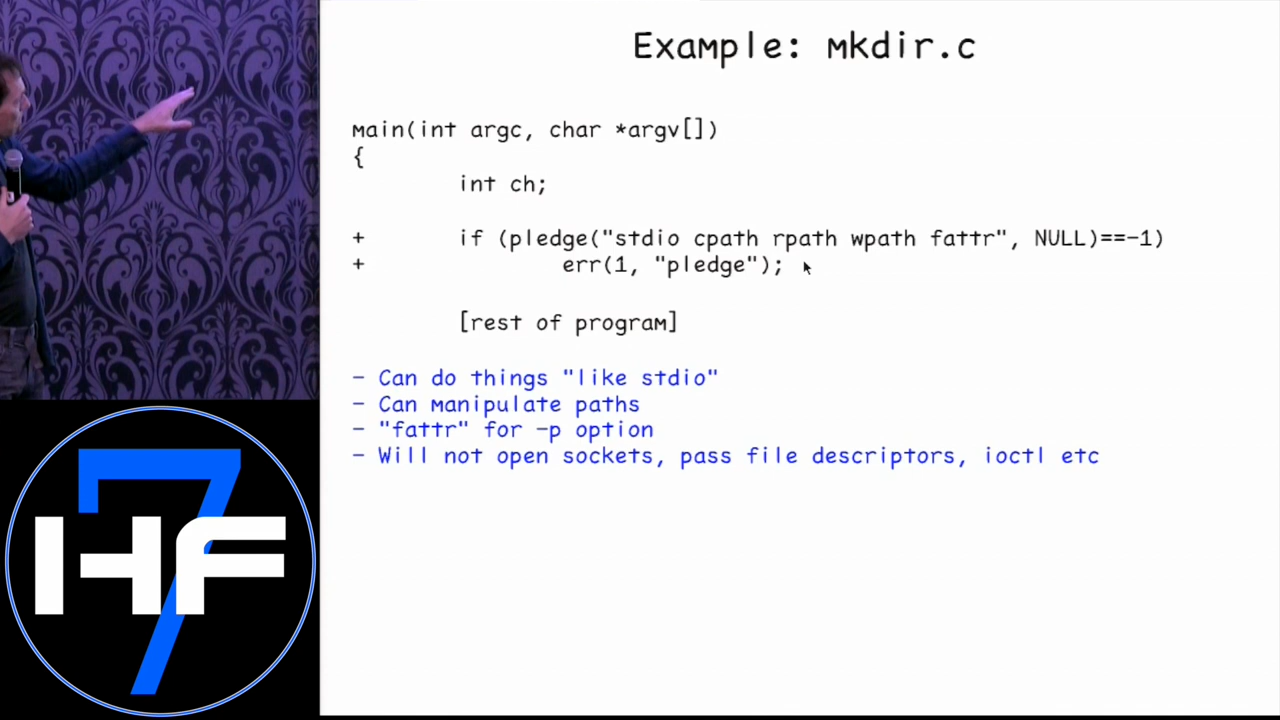 Example: mkdir.c
main(int argc, char *argv[])
{
int ch;
+ if (pledge("stdio cpath rpath wpath fattr", NULL)==-1)
+ err(1, "pledge");
[rest of program]
- Can do things "like stdio"
- Can manipulate paths
- "fattr" for -p option
- Will not open sockets, pass file descriptors, ioctl etc
7
HF